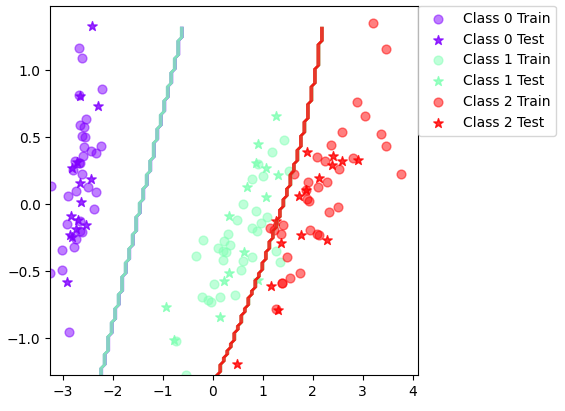 Class 0 Train
Class 0 Test
Class 1 Train
Class 1 Test
Class 2 Train
Class 2 Test
1.0
0.5
0.0
−0.5
−1.0
−3 −2 −1 0 1 2 3 4